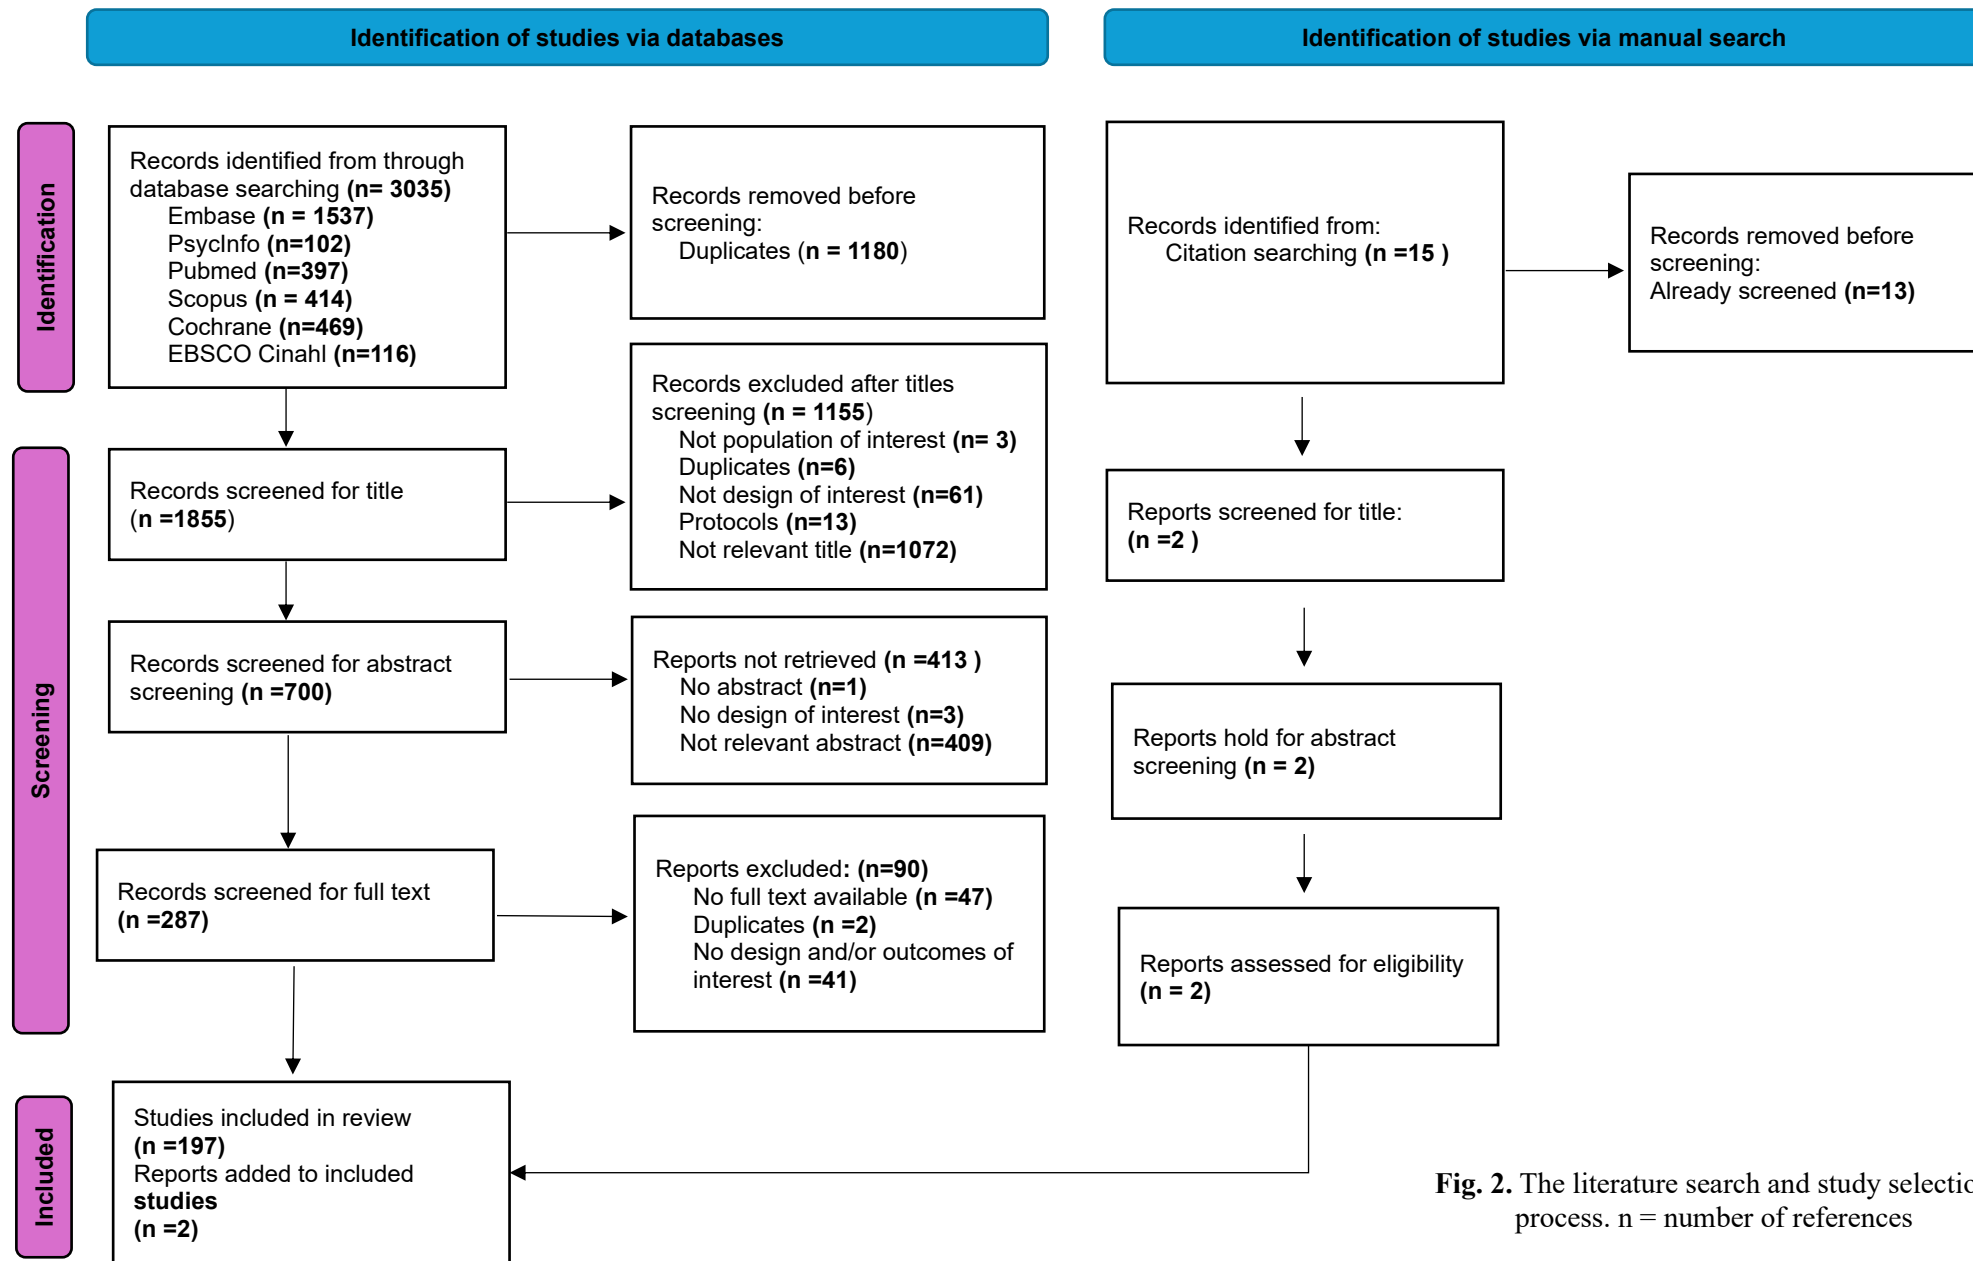 Identification of studies via databases
Identification of studies via manual search
Identification
Records identified from through
database searching (n= 3035)
Embase (n = 1537)
PsycInfo (n=102)
Pubmed (n=397)
Scopus (n = 414)
Cochrane (n=469)
EBSCO Cinahl (n=116)
Records removed before
screening:
Duplicates (n = 1180)
Records identified from:
Citation searching (n =15 )
Records removed before
screening:
Already screened (n=13)
Screening
Records screened for title
(n =1855)
Records excluded after titles
screening (n = 1155)
Not population of interest (n= 3)
Duplicates (n=6)
Not design of interest (n=61)
Protocols (n=13)
Not relevant title (n=1072)
Reports screened for title:
(n =2 )
Records screened for abstract
screening (n =700)
Reports not retrieved (n =413 )
No abstract (n=1)
No design of interest (n=3)
Not relevant abstract (n=409)
Reports hold for abstract
screening (n = 2)
Records screened for full text
(n =287)
Reports excluded: (n=90)
No full text available (n =47)
Duplicates (n =2)
No design and/or outcomes of
interest (n =41)
Reports assessed for eligibility
(n = 2)
Included
Studies included in review
(n =197)
Reports added to included
studies
(n =2)
Fig. 2. The literature search and study selectio
process. n = number of references